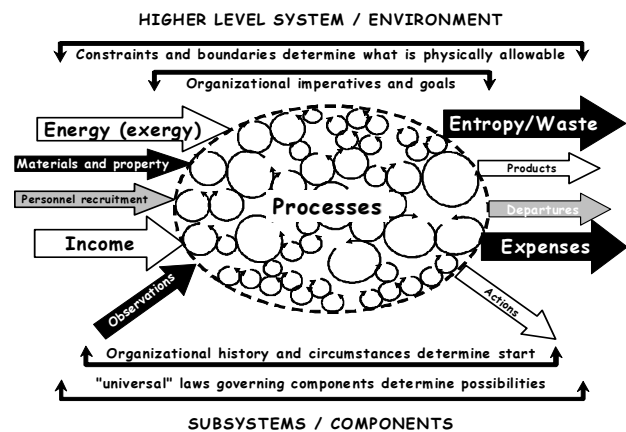 HIGHER LEVEL SYSTEM / ENVIRONMENT
Constraints and boundaries determine what is physically allowable
Organizational imperatives and goals
Energy (exergy)
Entropy/Waste
Materials and property
Products
Personnel recruitment
Processes
Departures
Income
Expenses
Observations
Actions
Organizational history and circumstances determine start
"universal" laws governing components determine possibilities
SUBSYSTEMS / COMPONENTS